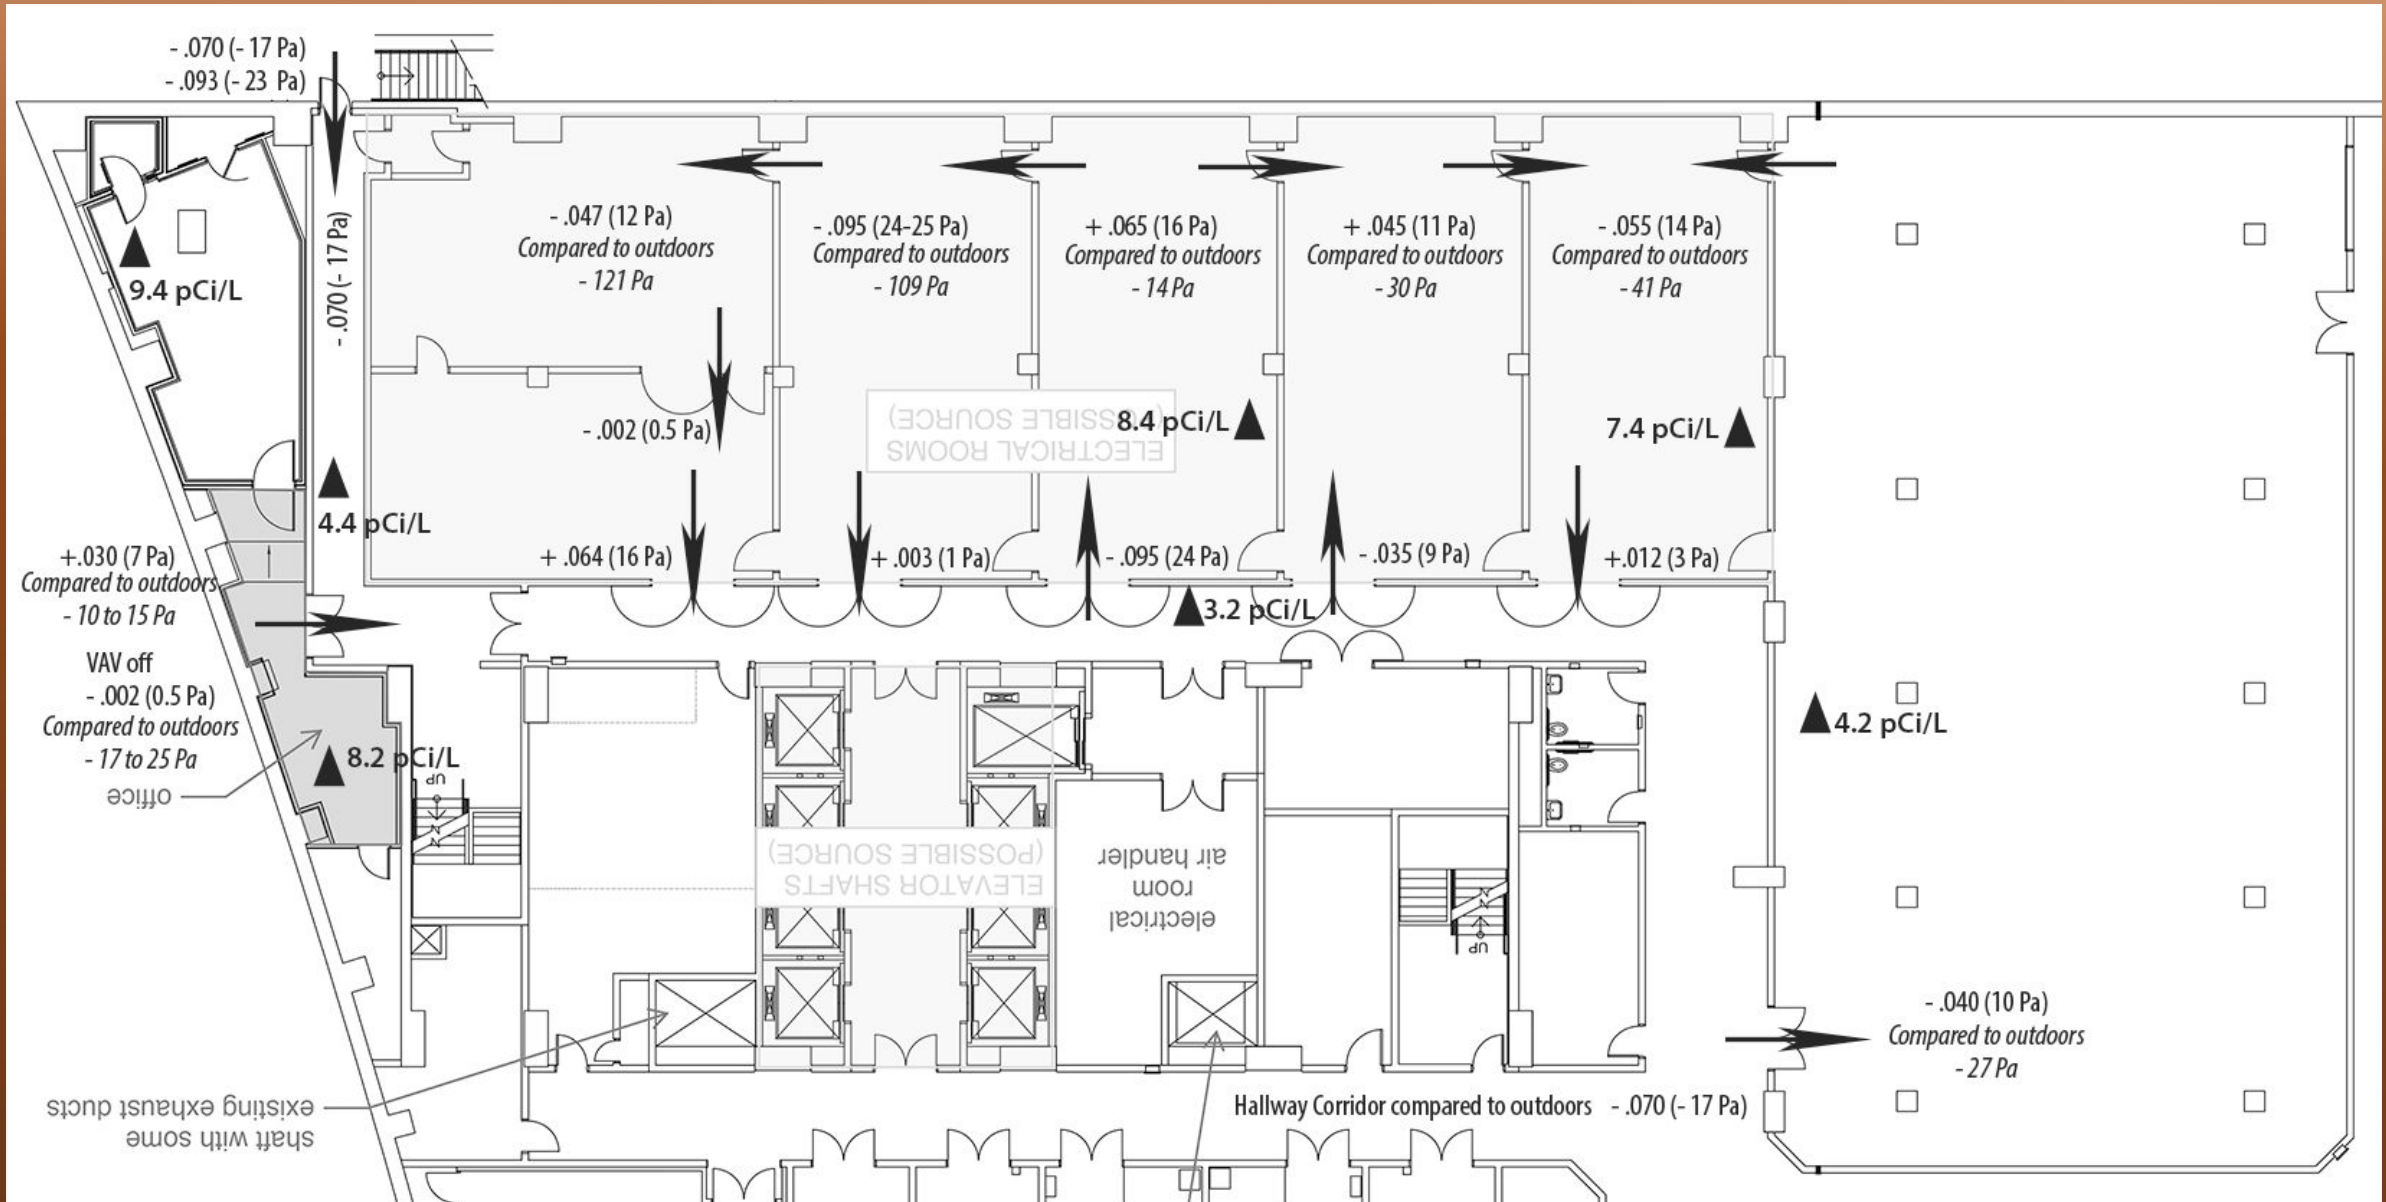 - .070 (- 17 Pa)
- .093 (- 23 Pa)
- .070 (- 17 Pa)
9.4 pCi/L
- .047 (12 Pa)
Compared to outdoors
- 121 Pa
- .095 (24-25 Pa)
Compared to outdoors
- 109 Pa
+ .065 (16 Pa)
Compared to outdoors
- 14 Pa
+ .045 (11 Pa)
Compared to outdoors
- 30 Pa
- .055 (14 Pa)
Compared to outdoors
- 41 Pa
- .002 (0.5 Pa)
ELECTRICAL ROOMS
(POSSIBLE SOURCE)
8.4 pCi/L
7.4 pCi/L
4.4 pCi/L
+ .064 (16 Pa)
+ .003 (1 Pa)
- .095 (24 Pa)
- .035 (9 Pa)
+.012 (3 Pa)
+.030 (7 Pa)
Compared to outdoors
- 10 to 15 Pa
3.2 pCi/L
VAV off
- .002 (0.5 Pa)
Compared to outdoors
- 17 to 25 Pa
office
8.2 pCi/L
UP
4.2 pCi/L
ELEVATOR SHAFTS
(POSSIBLE SOURCE)
electrical
room
air handler
UP
- .040 (10 Pa)
Compared to outdoors
- 27 Pa
shaft with some
existing exhaust ducts
Hallway Corridor compared to outdoors - .070 (- 17 Pa)